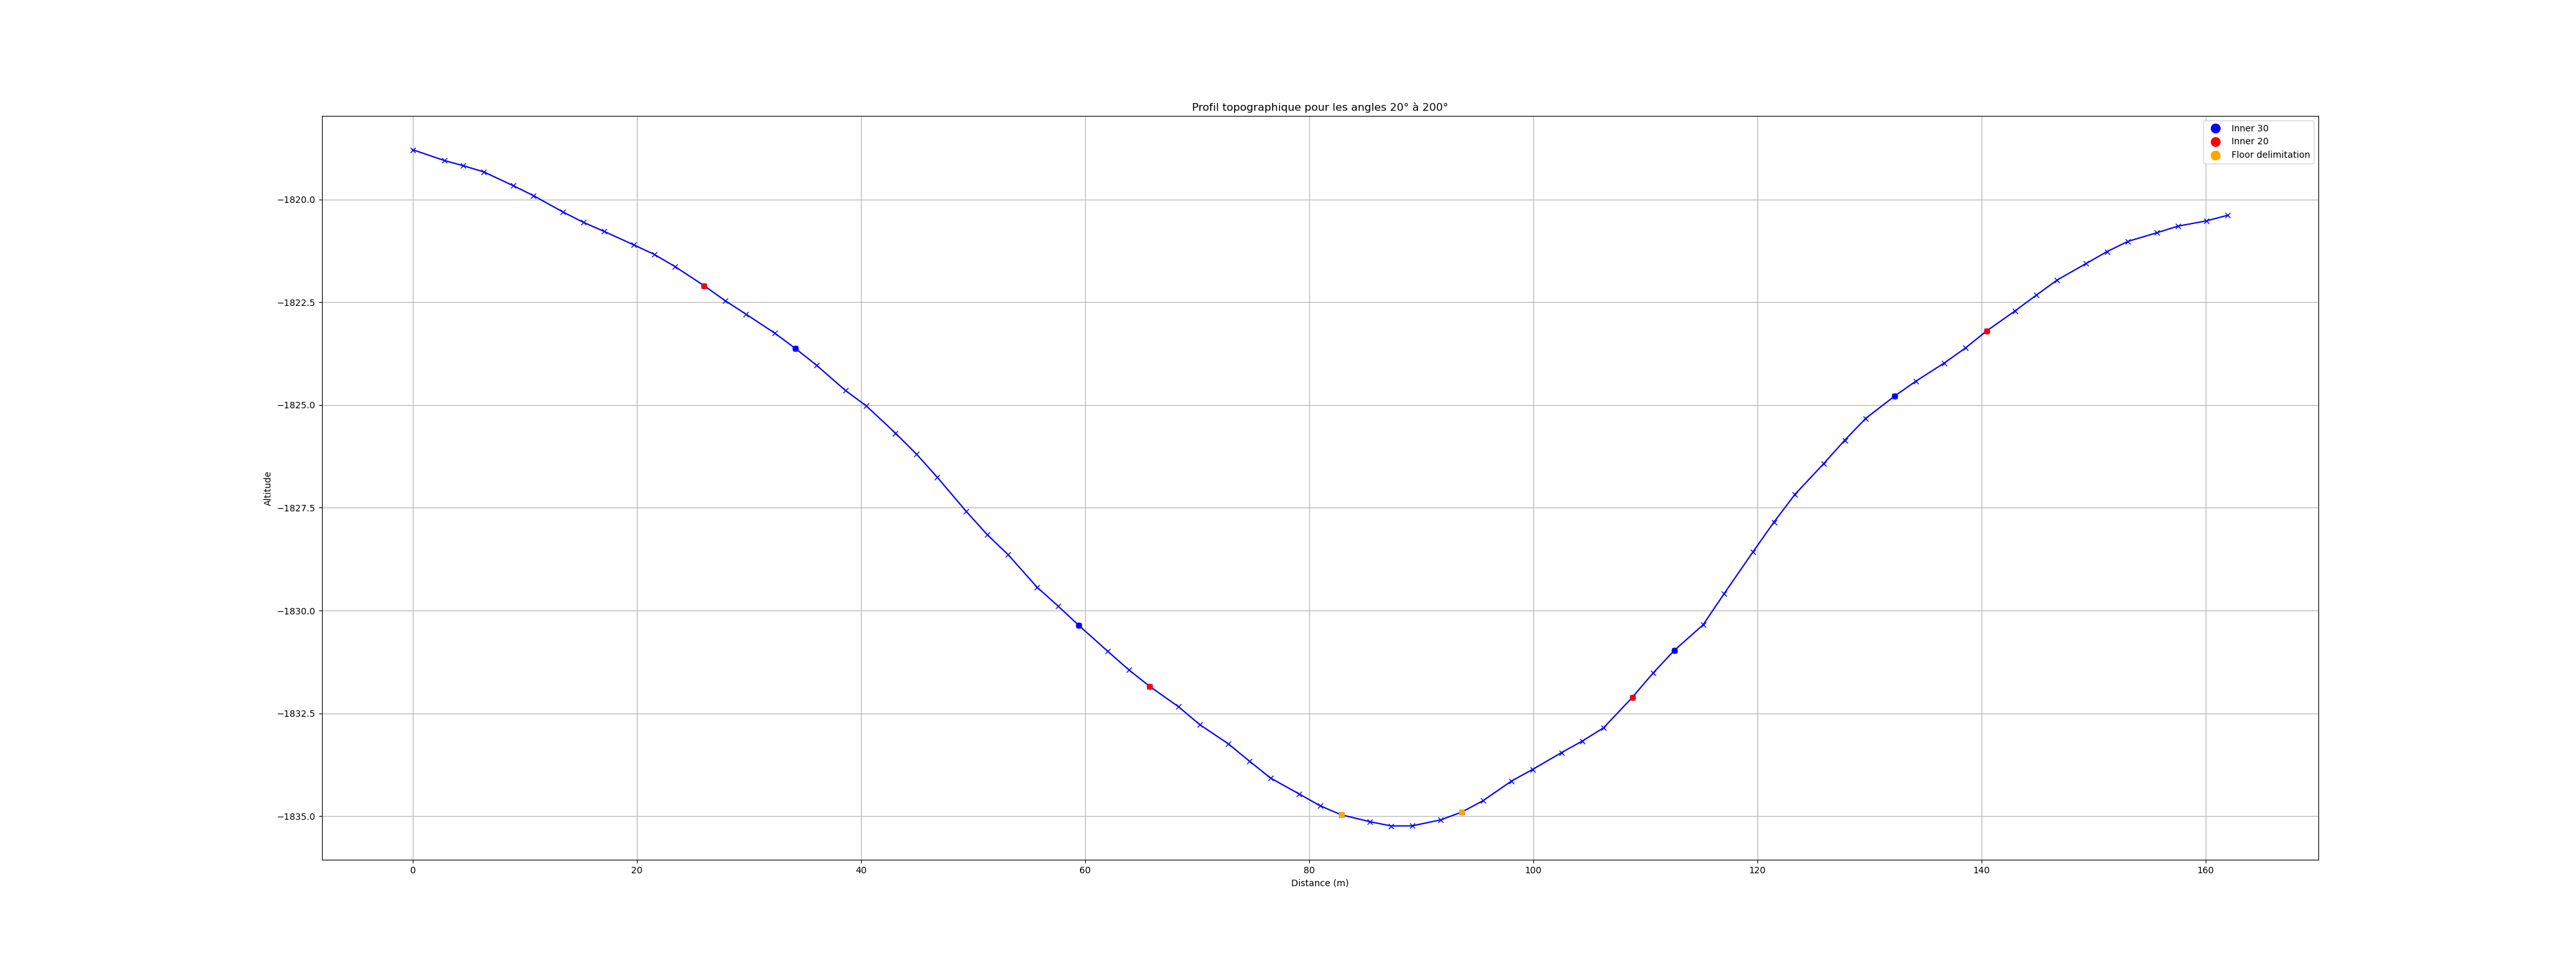 Profil topographique pour les angles 20° à 200°
Inner 30
Inner 20
Floor delimitation
−1820.0
−1822.5
−1825.0
−1827.5
−1830.0
−1832.5
−1835.0
Altitude
0 20 40 60 80 100 120 140 160
Distance (m)